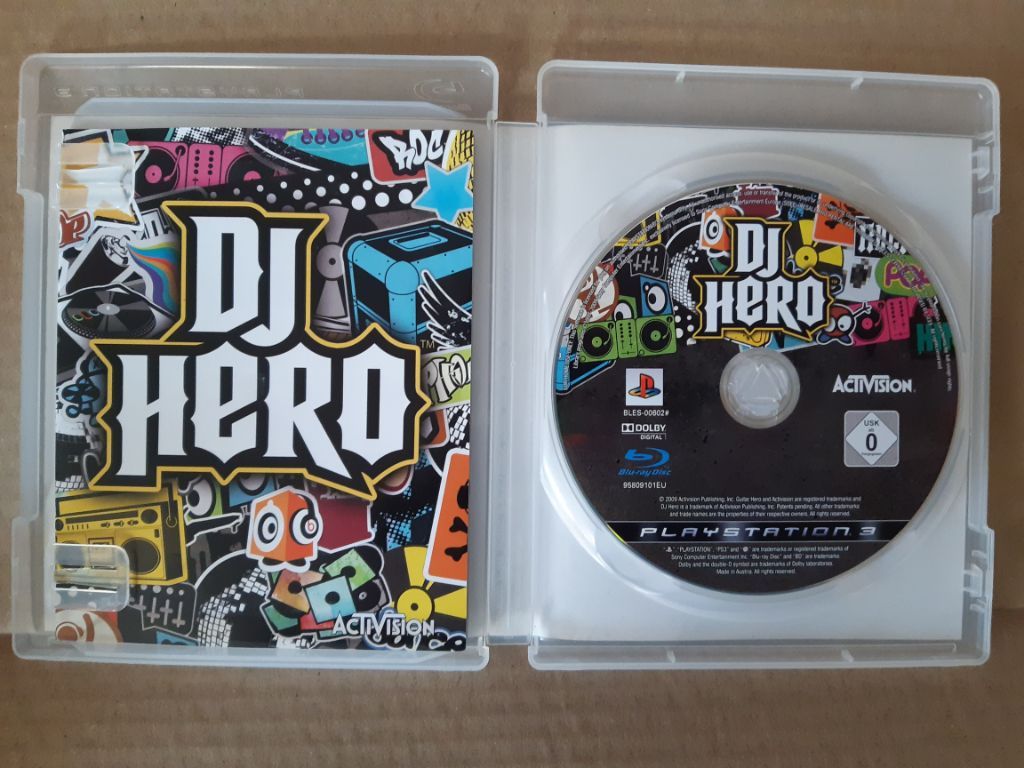 ROC
DJ
HERO
TM
ACTIVISION
DJ
HERO
BLES-00602#
DOLBY
DIGITAL
Blu-ray Disc
95809101EU
ACTIVISION.
USK
ab
0
© 2009 Activision Publishing, Inc. Guitar Hero and Activision are registered trademarks and
DJ Hero is a trademark of Activision Publishing, Inc. Patents pending. All other trademarks
and trade names are the properties of their respective owners. All rights reserved.
PLAYSTATION 3
"PLAYSTATION", "PS3" and are trademarks or registered trademarks of
Sony Computer Entertainment Inc. "Blu-ray Disc" and "BD" are trademarks.
Dolby and the double-D symbol are trademarks of Dolby laboratories.
Made in Austria. All rights reserved.